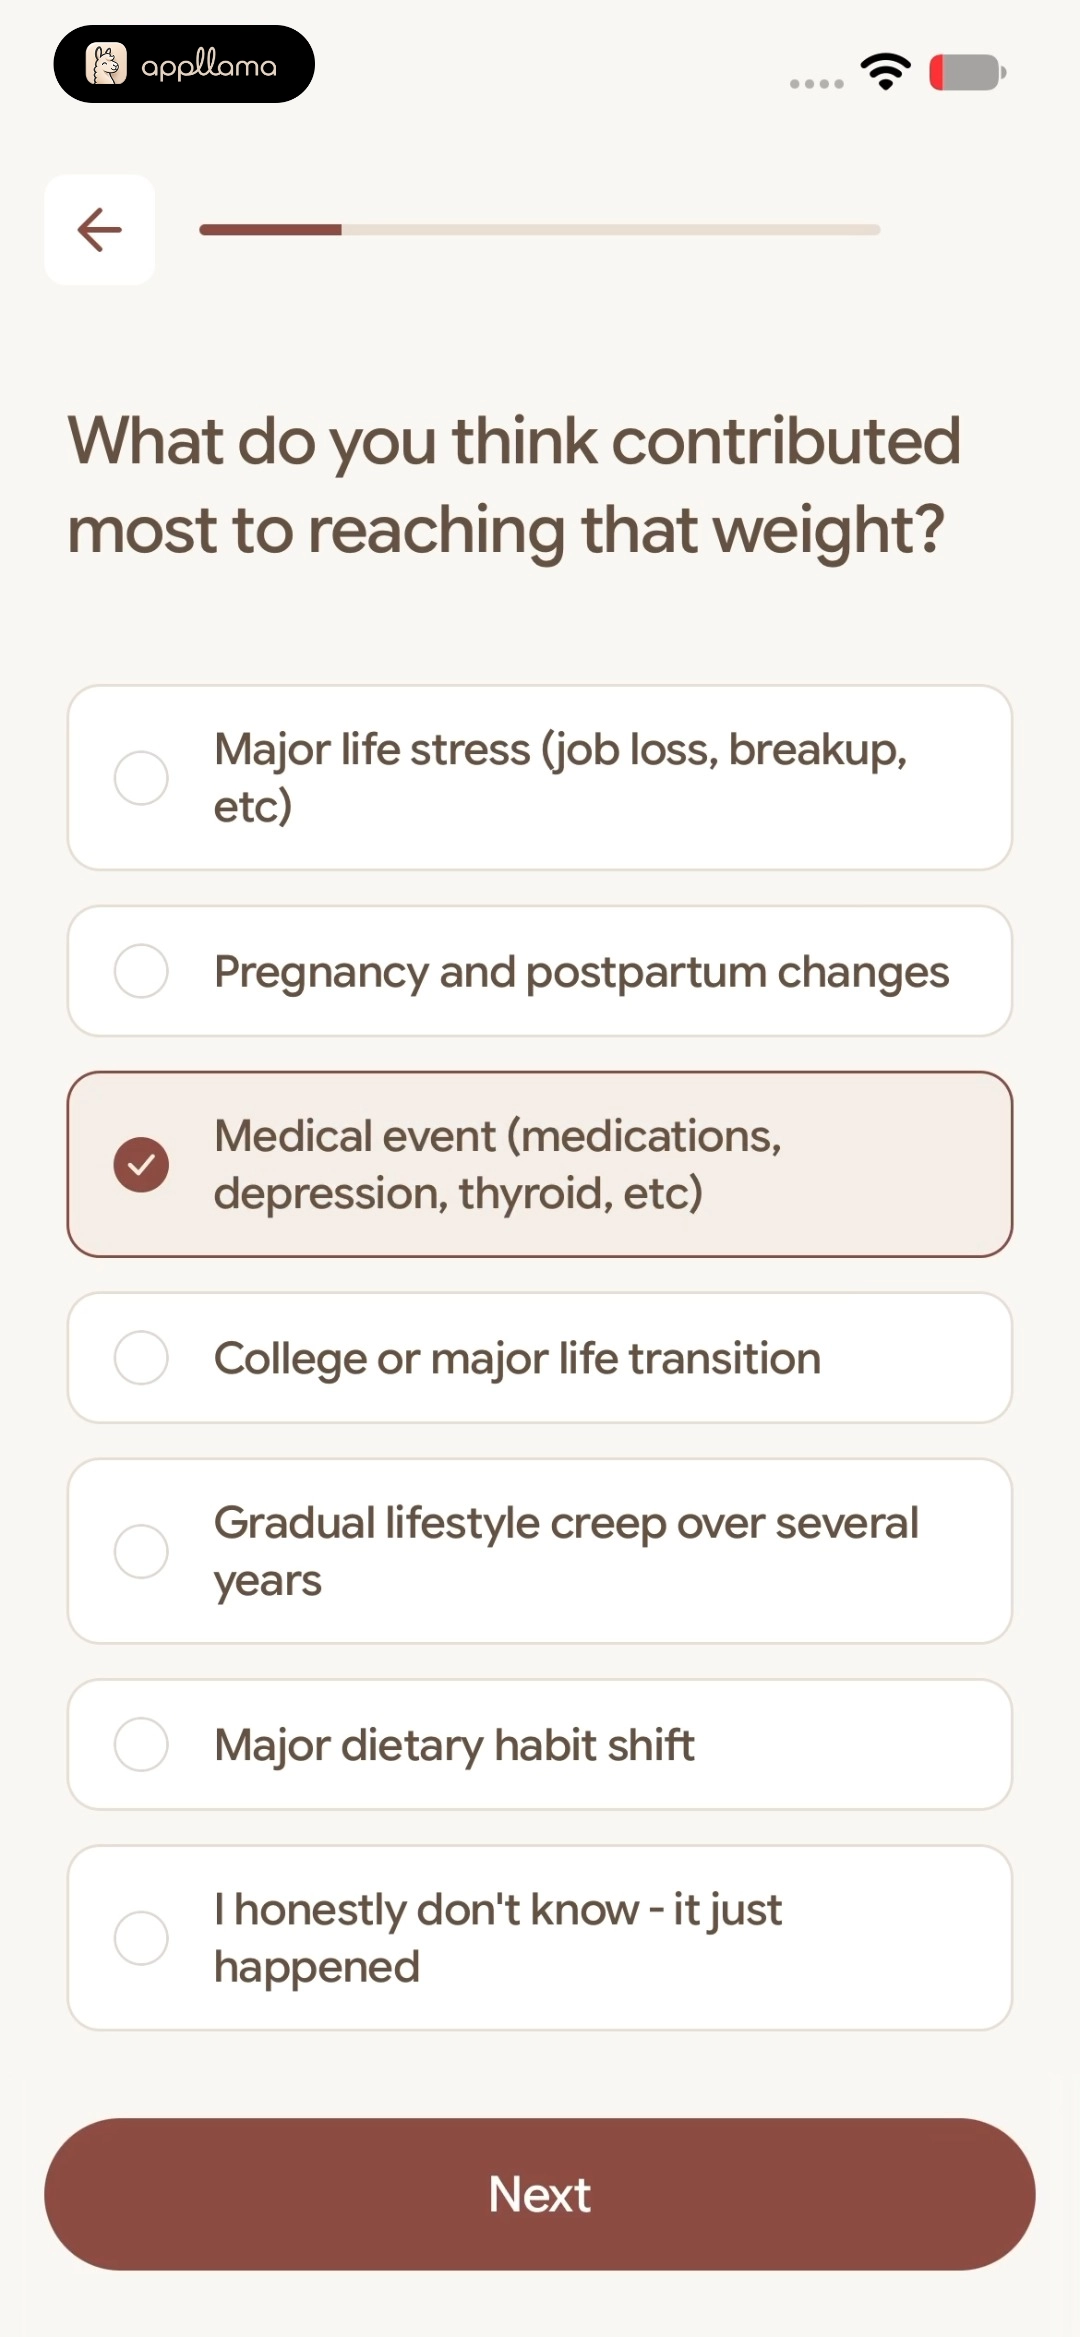 appllama
What do you think contributed
most to reaching that weight?
Major life stress (job loss, breakup,
etc)
Pregnancy and postpartum changes
Medical event (medications,
depression, thyroid, etc)
College or major life transition
Gradual lifestyle creep over several
years
Major dietary habit shift
I honestly don't know - it just
happened
Next